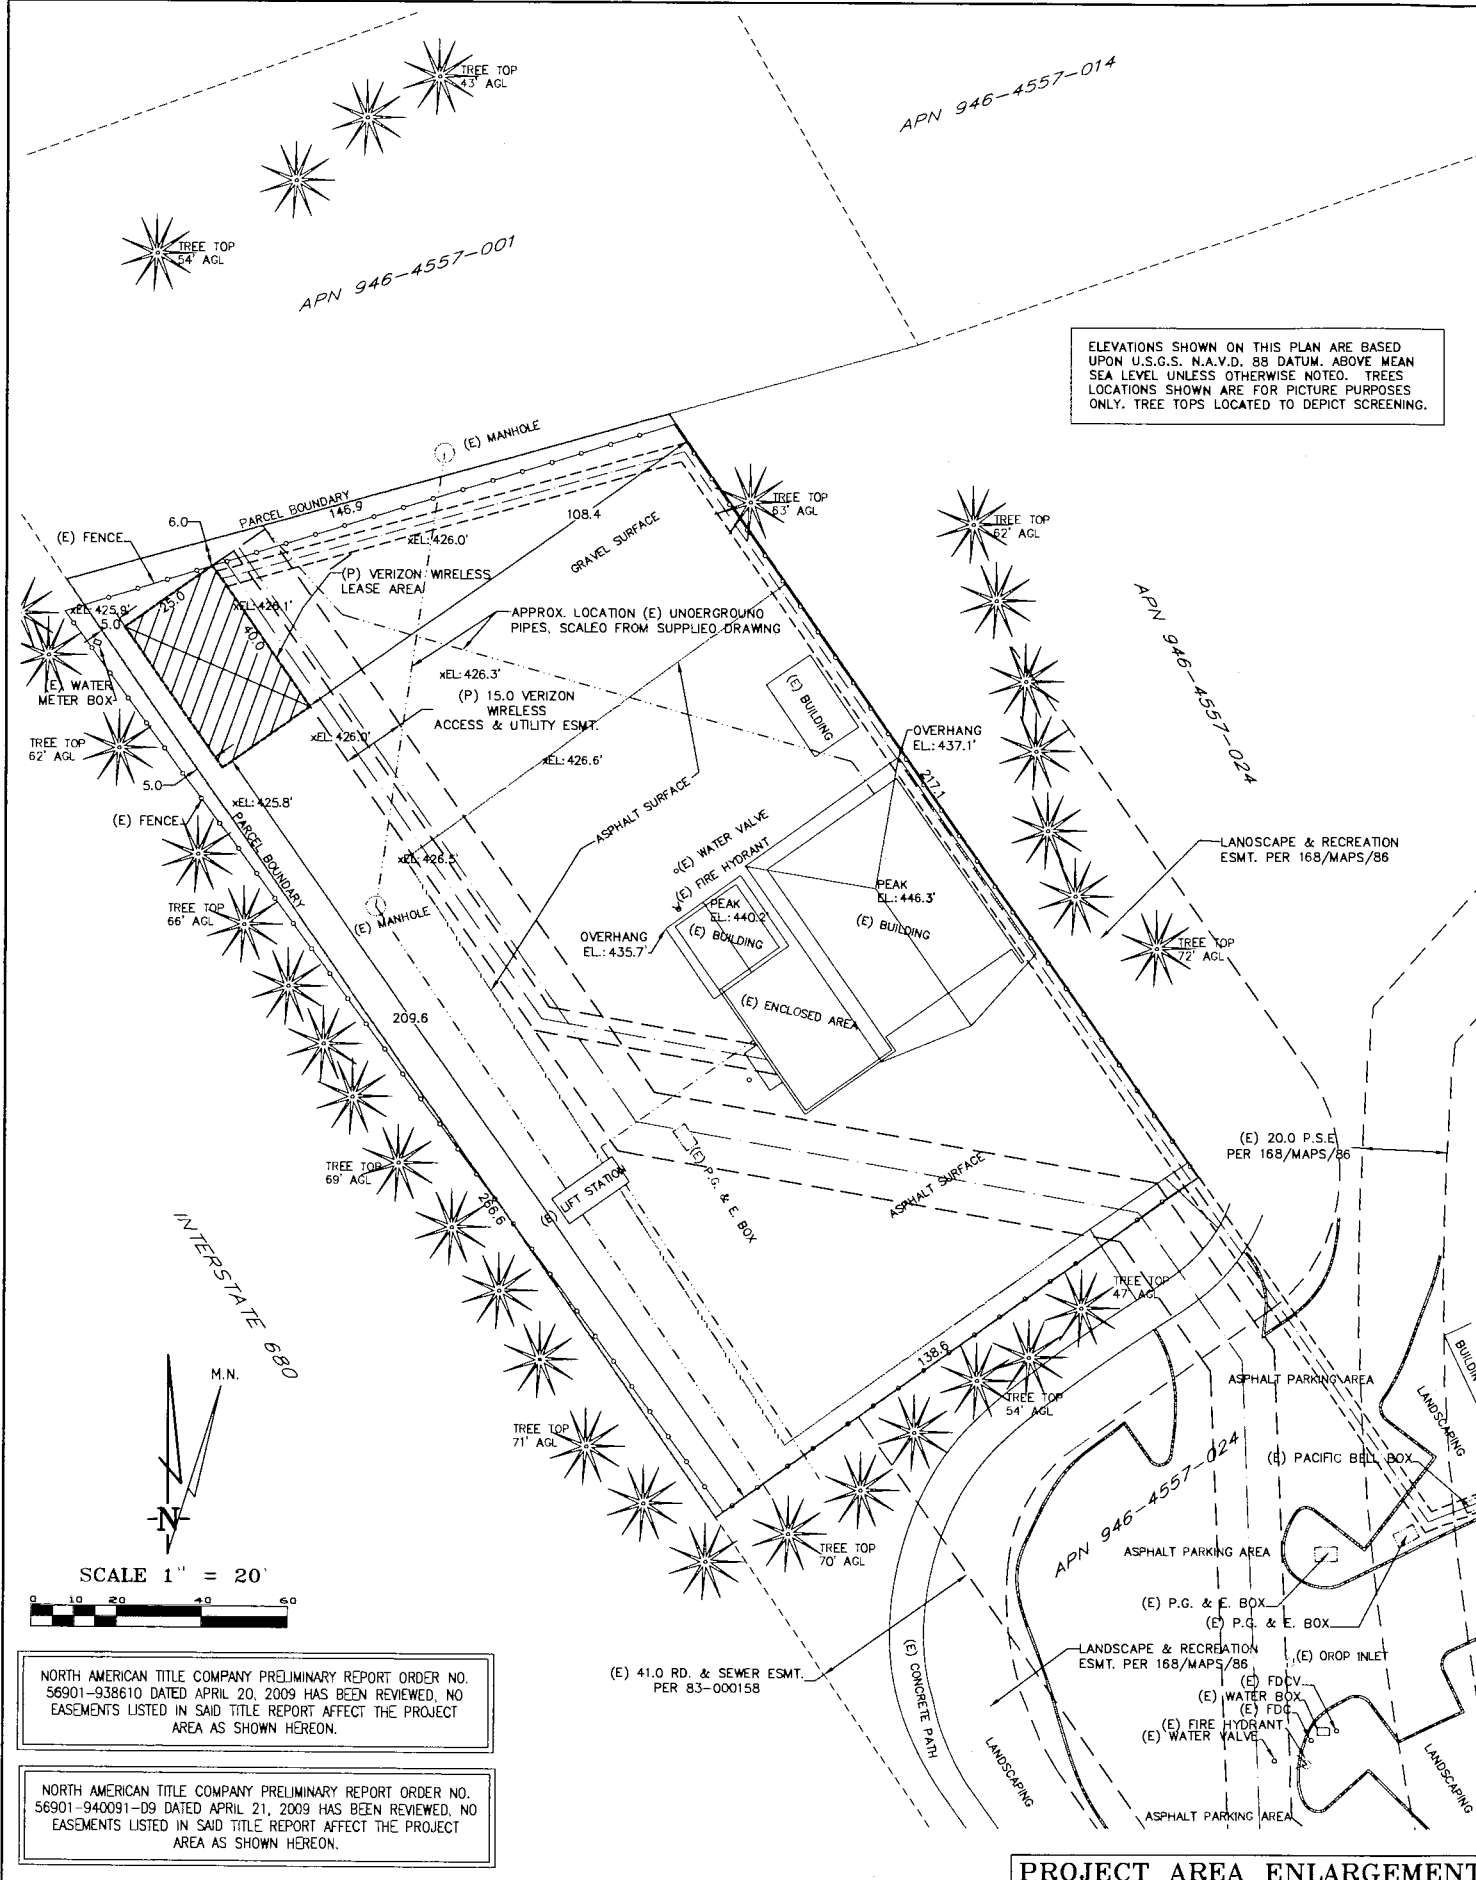 TREE TOP
43' AGL
APN 946-4557-014
TREE TOP
54' AGL
APN 946-4557-001
ELEVATIONS SHOWN ON THIS PLAN ARE BASED
UPON U.S.G.S. N.A.V.D. 88 DATUM. ABOVE MEAN
SEA LEVEL UNLESS OTHERWISE NOTED. TREES
LOCATIONS SHOWN ARE FOR PICTURE PURPOSES
ONLY. TREE TOPS LOCATED TO DEPICT SCREENING.
(E) MANHOLE
PARCEL BOUNDARY
146.9
6.0
(E) FENCE
108.4
GRAVEL SURFACE
xEL: 426.0'
TREE TOP
63' AGL
TREE TOP
62' AGL
(P) VERIZON WIRELESS
LEASE AREA
xEL: 425.9'
5.0
25.0
xEL: 426.1'
40.0
APPROX. LOCATION (E) UNDERGROUND
PIPES, SCALED FROM SUPPLIED DRAWING
APN 946-4557-024
(E) WATER
METER BOX
xEL: 426.3'
(P) 15.0 VERIZON
WIRELESS
ACCESS & UTILITY ESMT.
(E) BUILDING
TREE TOP
62' AGL
xEL: 426.0'
OVERHANG
EL.: 437.1'
xEL: 426.6'
5.0
xEL: 425.8'
217.1
(E) FENCE
PARCEL BOUNDARY
ASPHALT SURFACE
(E) WATER VALVE
(E) FIRE HYDRANT
LANDSCAPE & RECREATION
ESMT. PER 168/MAPS/86
xEL: 426.5'
PEAK
EL.: 446.3'
PEAK
EL.: 440.2'
TREE TOP
66' AGL
(E) MANHOLE
(E) BUILDING
(E) BUILDING
OVERHANG
EL.: 435.7'
TREE TOP
72' AGL
(E) ENCLOSED AREA
209.6
(E) 20.0 P.S.E.
PER 168/MAPS/86
TREE TOP
69' AGL
(E) P.G. & E. BOX
(E) LIFT STATION
ASPHALT SURFACE
266.6
INTERSTATE 680
TREE TOP
47' AGL
138.6
M.N.
N
ASPHALT PARKING AREA
TREE TOP
54' AGL
LANDSCAPING
TREE TOP
71' AGL
(E) PACIFIC BELL BOX
APN 946-4557-024
TREE TOP
70' AGL
ASPHALT PARKING AREA
SCALE 1" = 20'
0 10 20 40 60
(E) P.G. & E. BOX
(E) P.G. & E. BOX
LANDSCAPE & RECREATION
ESMT. PER 168/MAPS/86
(E) 41.0 RD. & SEWER ESMT.
PER 83-000158
(E) DROP INLET
(E) FDCV
(E) WATER BOX
(E) FDC
(E) FIRE HYDRANT
(E) WATER VALVE
(E) CONCRETE PATH
LANDSCAPING
LANDSCAPING
ASPHALT PARKING AREA
NORTH AMERICAN TITLE COMPANY PRELIMINARY REPORT ORDER NO.
56901-938610 DATED APRIL 20, 2009 HAS BEEN REVIEWED, NO
EASEMENTS LISTED IN SAID TITLE REPORT AFFECT THE PROJECT
AREA AS SHOWN HEREON.
NORTH AMERICAN TITLE COMPANY PRELIMINARY REPORT ORDER NO.
56901-940091-D9 DATED APRIL 21, 2009 HAS BEEN REVIEWED, NO
EASEMENTS LISTED IN SAID TITLE REPORT AFFECT THE PROJECT
AREA AS SHOWN HEREON.
PROJECT AREA ENLARGEMENT